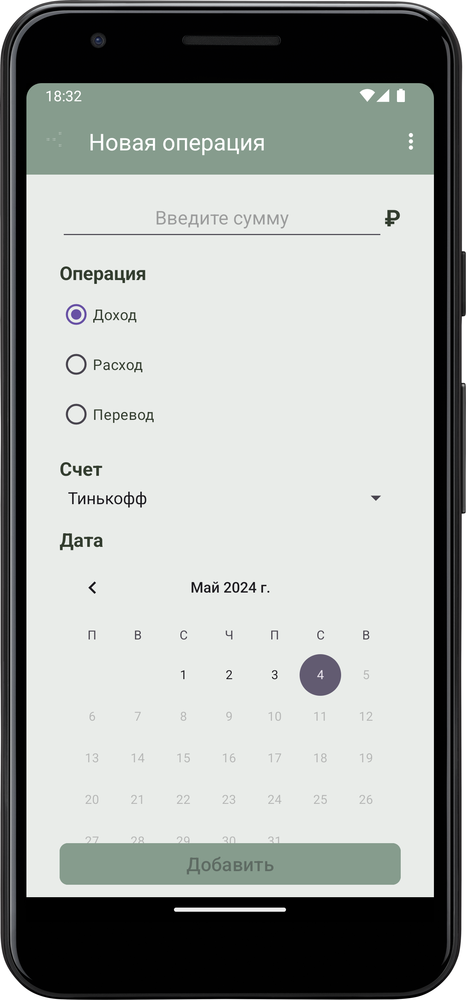 18:32
Новая операция
Введите сумму ₽
Операция
Доход
Расход
Перевод
Счет
Тинькофф
Дата
Май 2024 г.
П В С Ч П С В
1 2 3 4 5
6 7 8 9 10 11 12
13 14 15 16 17 18 19
20 21 22 23 24 25 26
27 28 29 30 31
Добавить